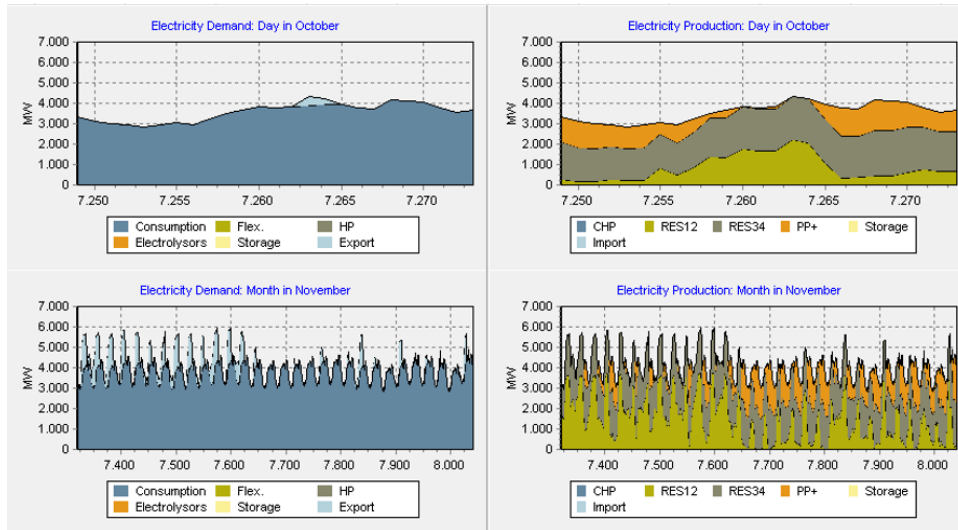 Electricity Demand: Day in October
7.000
6.000
5.000
4.000
3.000
2.000
1.000
0
MW
7.250 7.255 7.260 7.265 7.270
Consumption Flex. HP
Electrolysors Storage Export
Electricity Production: Day in October
7.000
6.000
5.000
4.000
3.000
2.000
1.000
0
MW
7.250 7.255 7.260 7.265 7.270
CHP RES12 RES34 PP+ Storage
Import
Electricity Demand: Month in November
7.000
6.000
5.000
4.000
3.000
2.000
1.000
0
MW
7.400 7.500 7.600 7.700 7.800 7.900 8.000
Consumption Flex. HP
Electrolysors Storage Export
Electricity Production: Month in November
7.000
6.000
5.000
4.000
3.000
2.000
1.000
0
MW
7.400 7.500 7.600 7.700 7.800 7.900 8.000
CHP RES12 RES34 PP+ Storage
Import